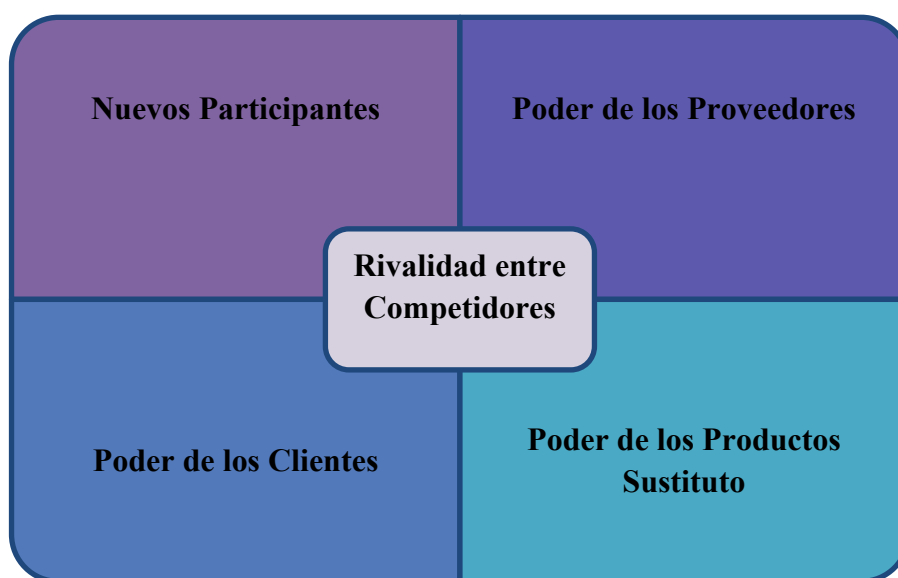 Nuevos Participantes
Poder de los Proveedores
Rivalidad entre
Competidores
Poder de los Clientes
Poder de los Productos
Sustituto